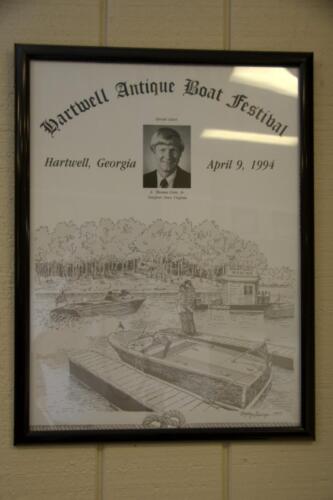 Hartwell Antique Boat Festival
Hartwell, Georgia
April 9, 1994